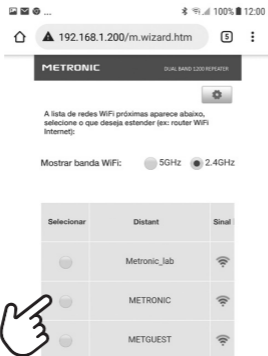 100% 12:00
192.168.1.200/m.wizard.htm 5
METRONIC DUAL BAND 1200 REPEATER
A lista de redes WiFi próximas aparece abaixo,
selecione o que deseja estender (ex: router WiFi
Internet):
Mostrar banda WiFi: 5GHz 2.4GHz
Selecionar Distant Sinal
Metronic_lab
METRONIC
METGUEST